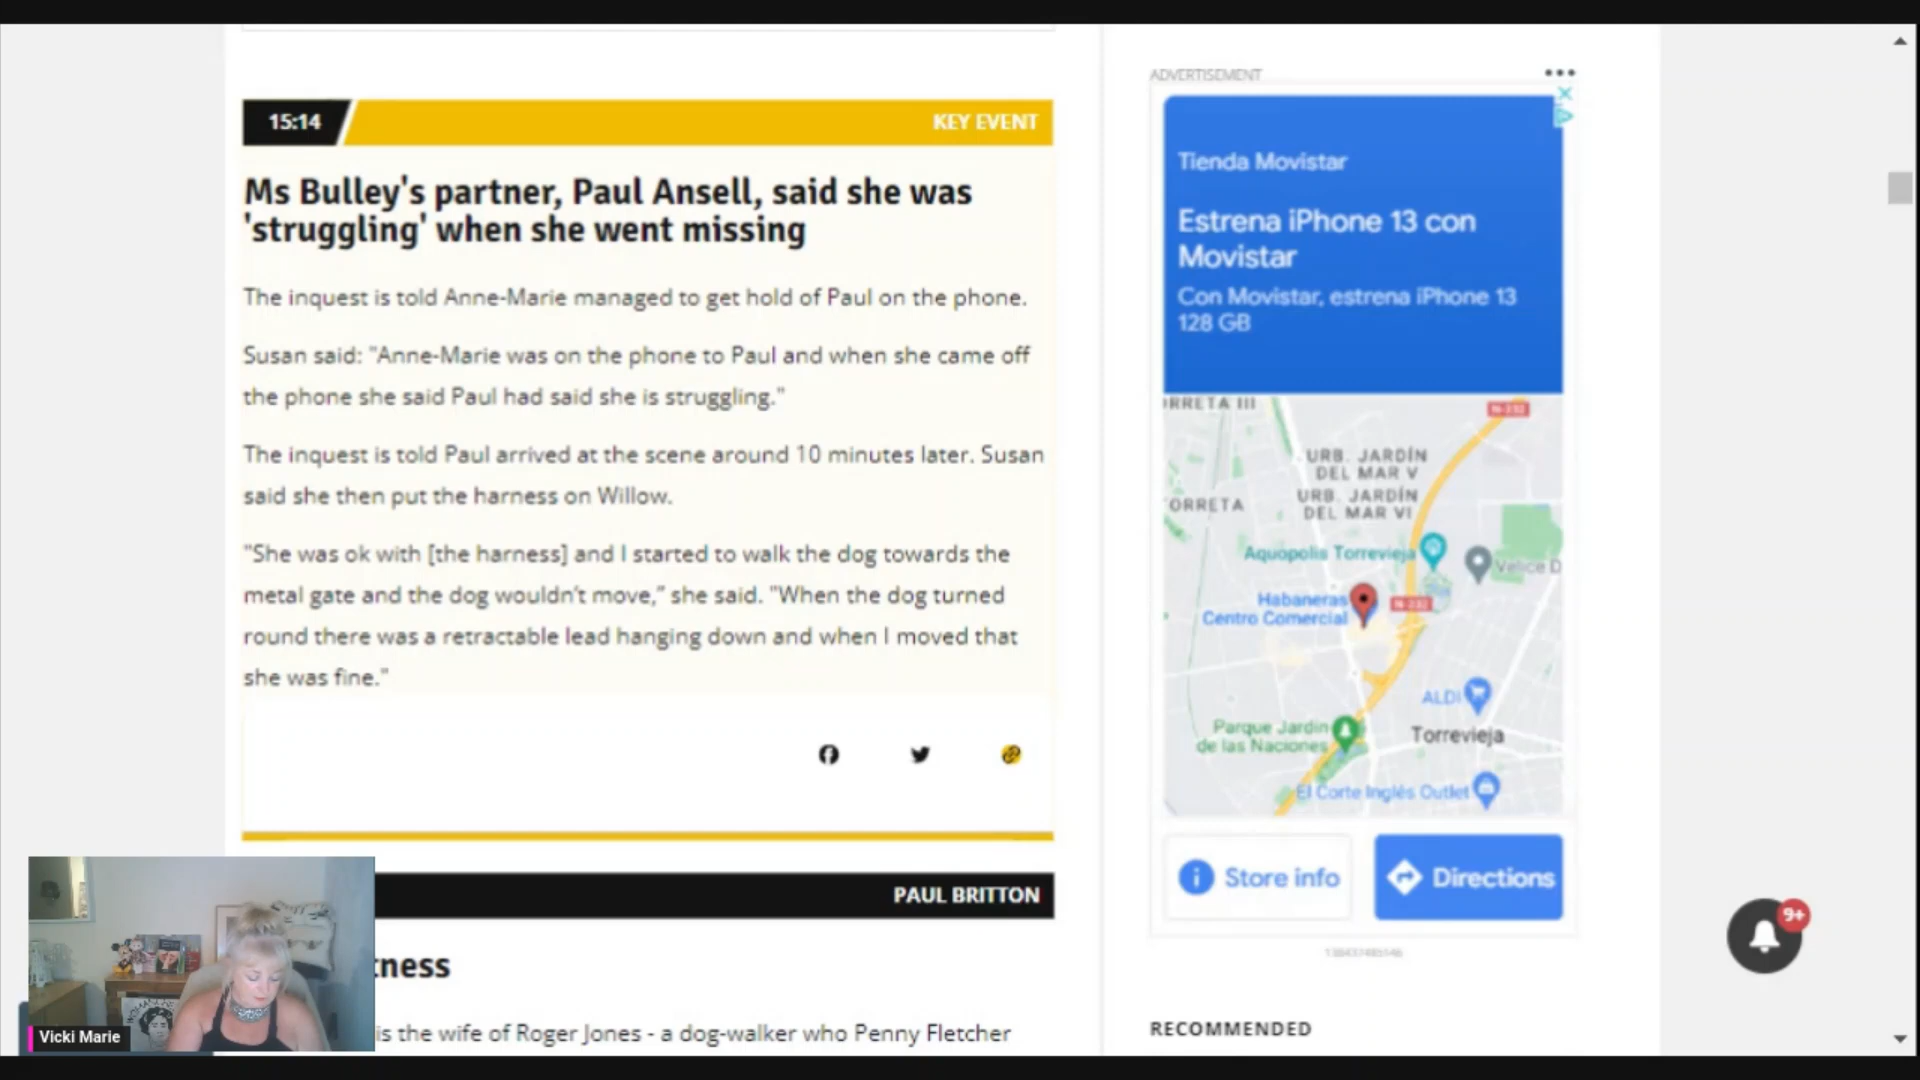 15:14
KEY EVENT
Ms Bulley's partner, Paul Ansell, said she was
'struggling' when she went missing
The inquest is told Anne-Marie managed to get hold of Paul on the phone.
Susan said: "Anne-Marie was on the phone to Paul and when she came off
the phone she said Paul had said she is struggling."
The inquest is told Paul arrived at the scene around 10 minutes later. Susan
said she then put the harness on Willow.
"She was ok with [the harness] and I started to walk the dog towards the
metal gate and the dog wouldn't move," she said. "When the dog turned
round there was a retractable lead hanging down and when I moved that
she was fine."
PAUL BRITTON
tness
is the wife of Roger Jones - a dog-walker who Penny Fletcher
Vicki Marie
ADVERTISEMENT
Tienda Movistar
Estrena iPhone 13 con
Movistar
Con Movistar, estrena iPhone 13
128 GB
RRETA III
N-332
URB. JARDÍN
DEL MAR V
URB. JARDÍN
DEL MAR VI
ORRETA
Aquopolis Torrevieja
Velice D
Habaneras
Centro Comercial
N-332
ALDI
Parque Jardín
de las Naciones
Torrevieja
El Corte Inglés Outlet
Store info
Directions
9+
RECOMMENDED